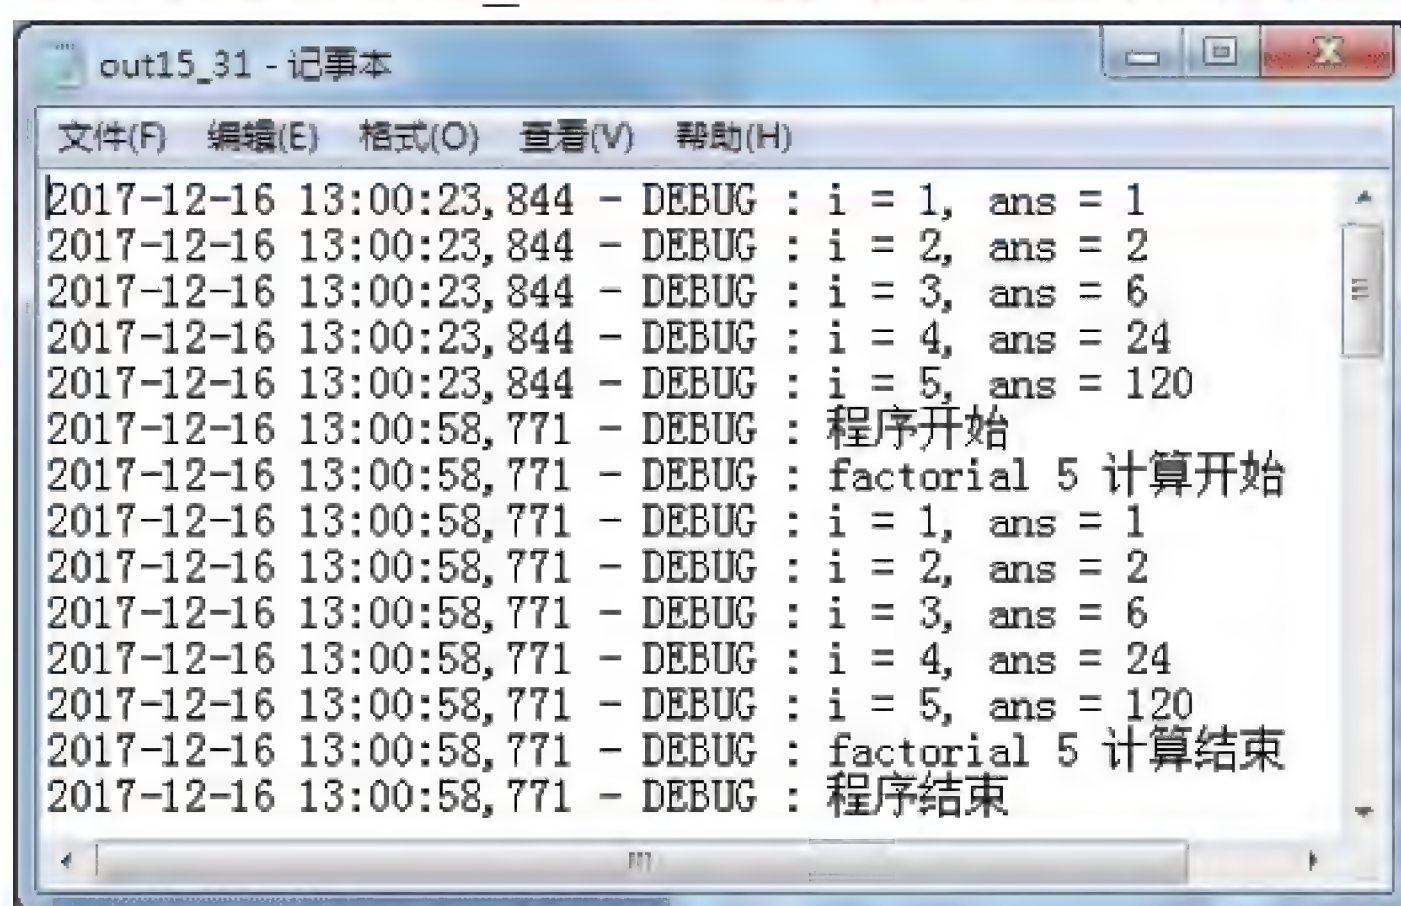 out15_31 - 记事本
文件(F) 编辑(E) 格式(O) 查看(V) 帮助(H)
2017-12-16 13:00:23,844 - DEBUG : i = 1, ans = 1
2017-12-16 13:00:23,844 - DEBUG : i = 2, ans = 2
2017-12-16 13:00:23,844 - DEBUG : i = 3, ans = 6
2017-12-16 13:00:23,844 - DEBUG : i = 4, ans = 24
2017-12-16 13:00:23,844 - DEBUG : i = 5, ans = 120
2017-12-16 13:00:58,771 - DEBUG : 程序开始
2017-12-16 13:00:58,771 - DEBUG : factorial 5 计算开始
2017-12-16 13:00:58,771 - DEBUG : i = 1, ans = 1
2017-12-16 13:00:58,771 - DEBUG : i = 2, ans = 2
2017-12-16 13:00:58,771 - DEBUG : i = 3, ans = 6
2017-12-16 13:00:58,771 - DEBUG : i = 4, ans = 24
2017-12-16 13:00:58,771 - DEBUG : i = 5, ans = 120
2017-12-16 13:00:58,771 - DEBUG : factorial 5 计算结束
2017-12-16 13:00:58,771 - DEBUG : 程序结束